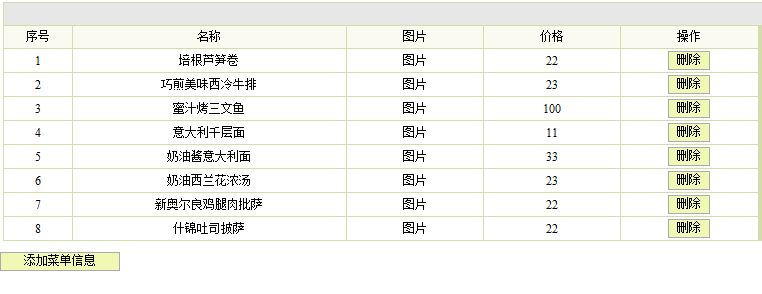 序号 名称 图片 价格 操作
1 培根芦笋卷 图片 22 删除
2 巧煎美味西冷牛排 图片 23 删除
3 蜜汁烤三文鱼 图片 100 删除
4 意大利千层面 图片 11 删除
5 奶油酱意大利面 图片 33 删除
6 奶油西兰花浓汤 图片 23 删除
7 新奥尔良鸡腿肉批萨 图片 22 删除
8 什锦吐司披萨 图片 22 删除
添加菜单信息